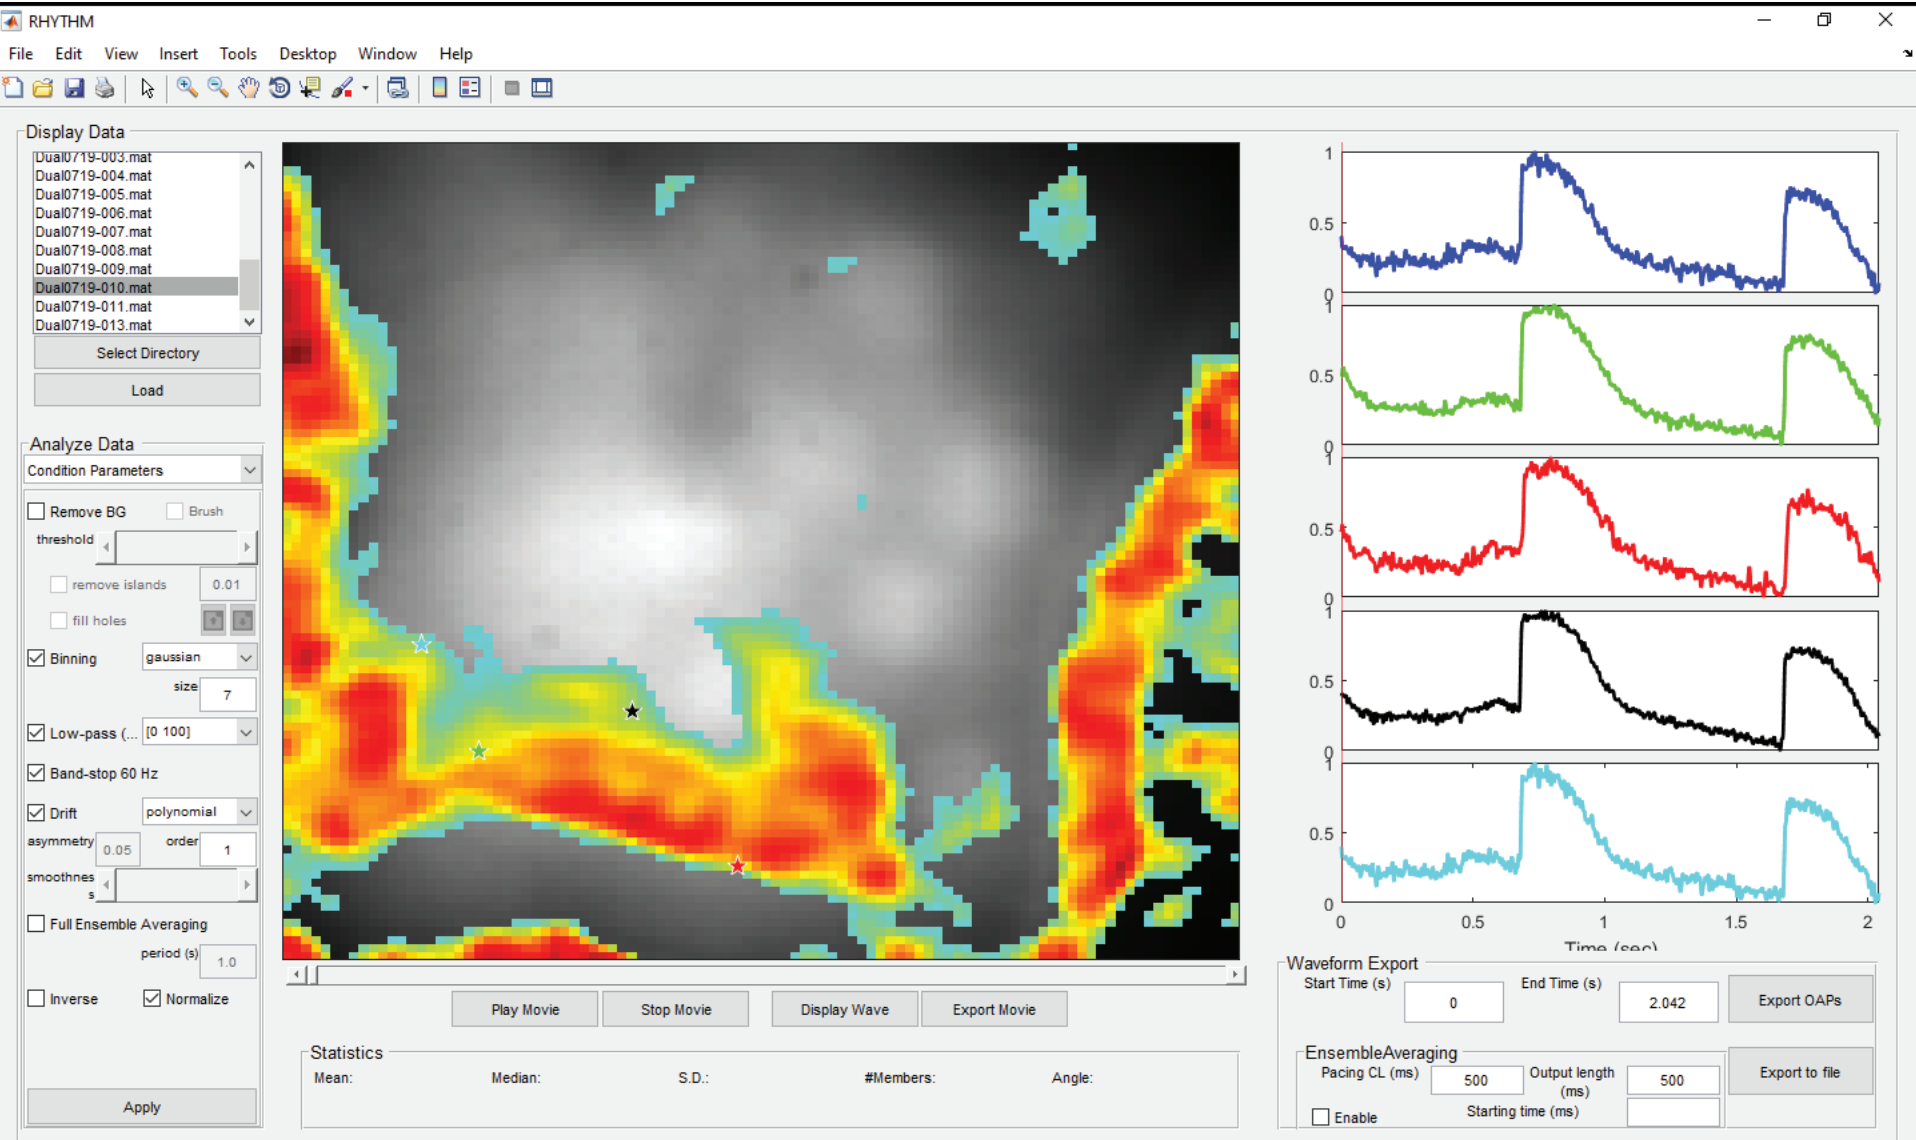 RHYTHM
File Edit View Insert Tools Desktop Window Help
Display Data
Dual0719-003.mat
Dual0719-004.mat
Dual0719-005.mat
Dual0719-006.mat
Dual0719-007.mat
Dual0719-008.mat
Dual0719-009.mat
Dual0719-010.mat
Dual0719-011.mat
Dual0719-013.mat
Select Directory
Load
Analyze Data
Condition Parameters
Remove BG Brush
threshold
remove islands 0.01
fill holes
Binning gaussian
size 7
Low-pass (... [0 100]
Band-stop 60 Hz
Drift polynomial
asymmetry 0.05 order 1
smoothnes
s
Full Ensemble Averaging
period (s) 1.0
Inverse Normalize
Apply
Play Movie Stop Movie Display Wave Export Movie
Statistics
Mean: Median: S.D.: #Members: Angle:
1
0.5
0
1
0.5
0
1
0.5
0
1
0.5
0
1
0.5
0
0 0.5 1 1.5 2
Time (sec)
Waveform Export
Start Time (s) 0 End Time (s) 2.042 Export OAPs
EnsembleAveraging
Pacing CL (ms) 500 Output length
(ms) 500 Export to file
Enable Starting time (ms)